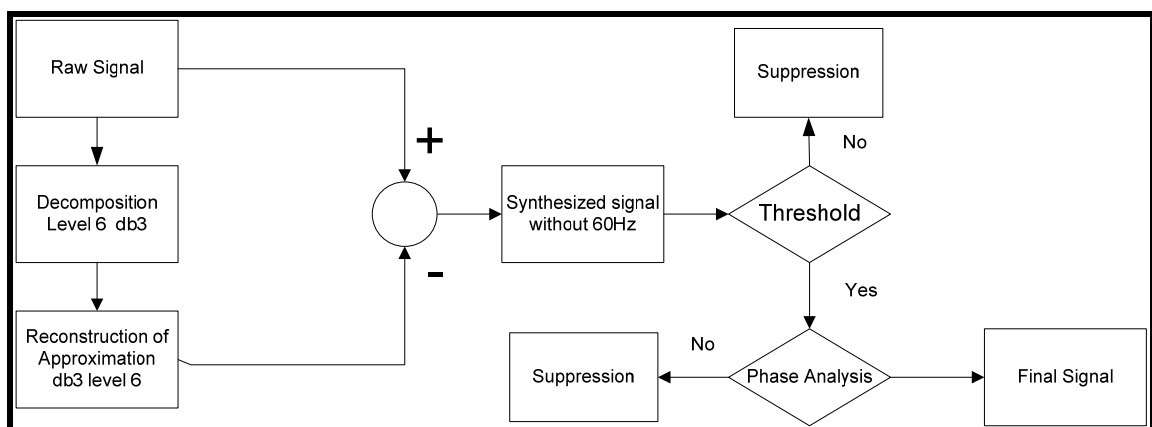 Raw Signal
Decomposition
Level 6 db3
Reconstruction of
Approximation
db3 level 6
+
-
Synthesized signal
without 60Hz
Threshold
No
Suppression
Yes
Phase Analysis
No
Suppression
Final Signal